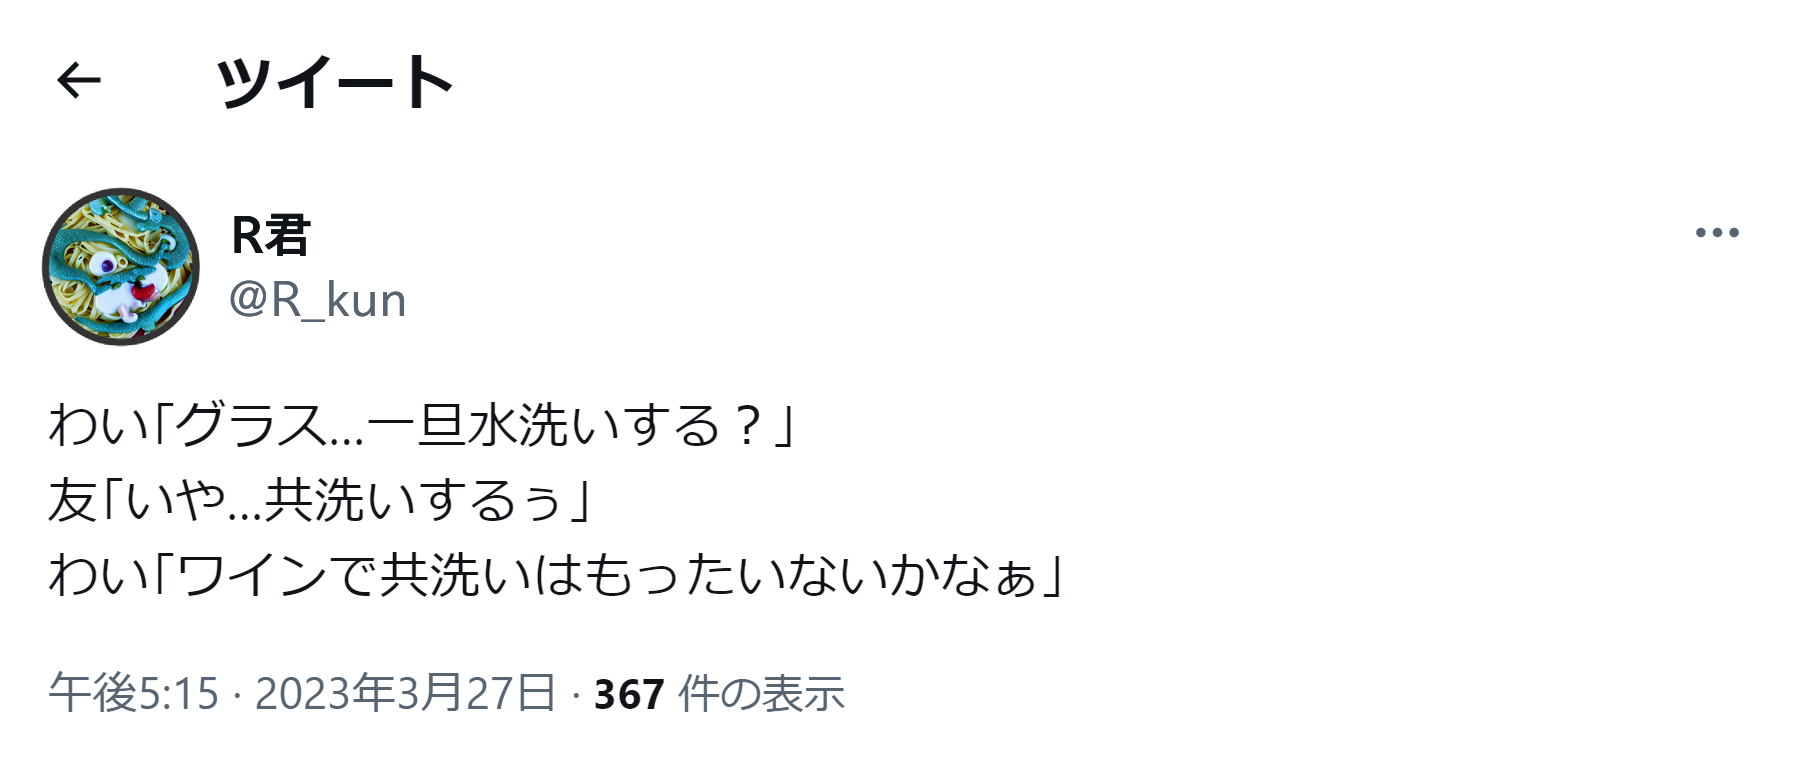 ツイート
R君
@R_kun
わい「グラス...一旦水洗いする？」
友「いや...共洗いするぅ」
わい「ワインで共洗いはもったいないかなぁ」
午後5:15 · 2023年3月27日 · 367 件の表示